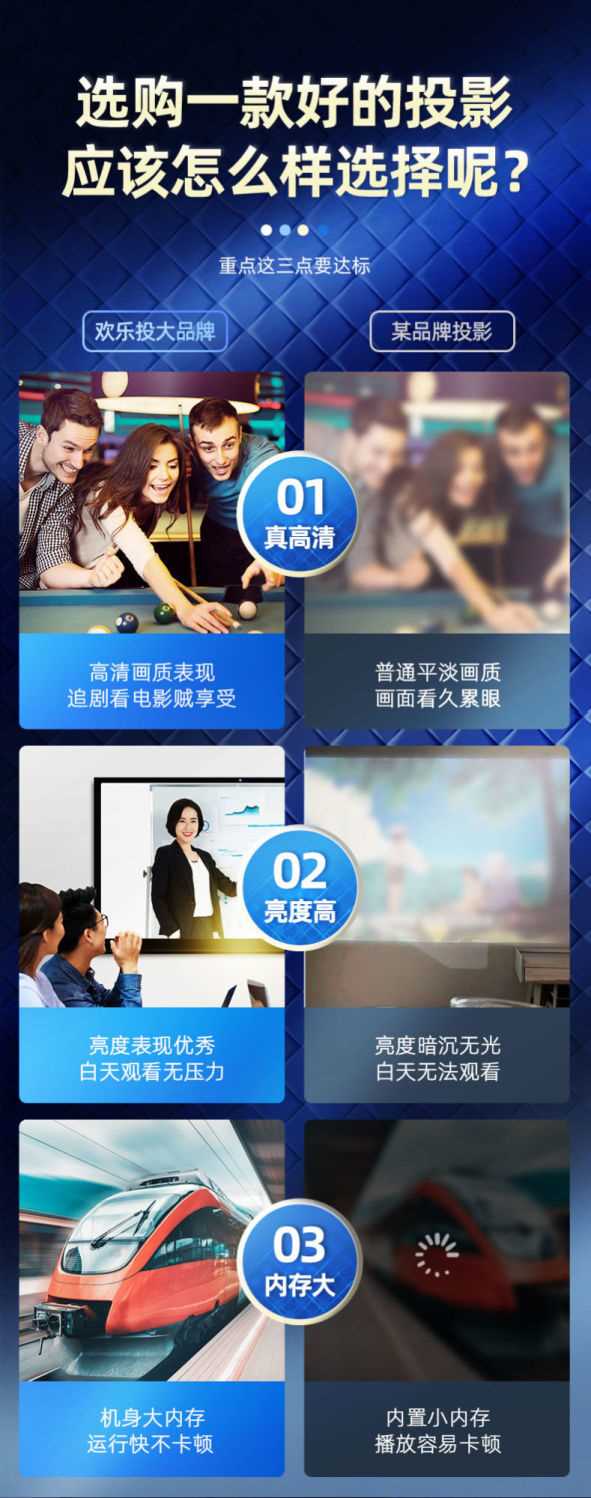 选购一款好的投影
应该怎么样选择呢？
重点这三点要达标
欢乐投大品牌
某品牌投影
01
真高清
高清画质表现
追剧看电影贼享受
普通平淡画质
画面看久累眼
02
亮度高
亮度表现优秀
白天观看无压力
亮度暗沉无光
白天无法观看
03
内存大
机身大内存
运行快不卡顿
内置小内存
播放容易卡顿